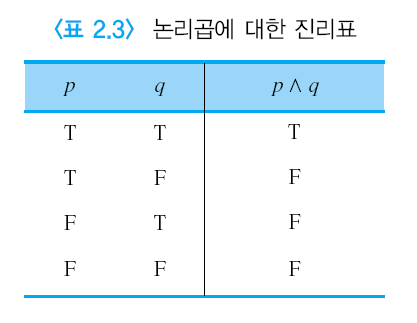 〈표 2.3〉 논리곱에 대한 진리표
p q p ∧ q
T T T
T F F
F T F
F F F